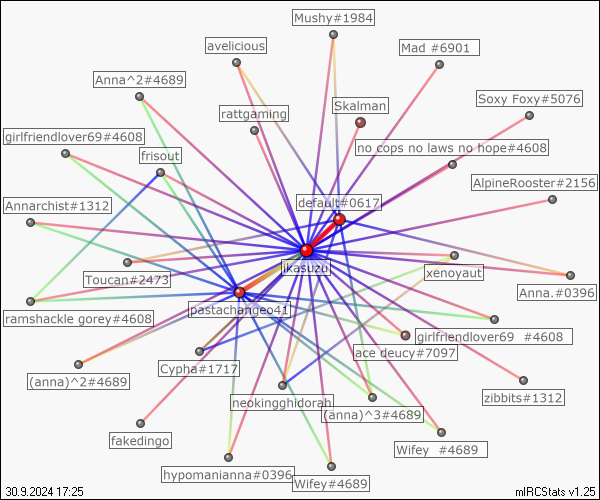 Mushy#1984
avelicious
Mad #6901
Anna^2#4689
Soxy Foxy#5076
rattgaming
Skalman
girlfriendlover69#4608
no cops no laws no hope#4608
frisout
AlpineRooster#2156
Annarchist#1312
default#0617
ikasuzu
xenoyaut
Toucan#2473
Anna.#0396
pastachangeo41
ramshackle gorey#4608
girlfriendlover69 #4608
ace deucy#7097
Cypha#1717
(anna)^2#4689
zibbits#1312
neokingghidorah
(anna)^3#4689
fakedingo
Wifey #4689
hypomanianna#0396
Wifey#4689
30.9.2024 17:25
mIRCStats v1.25